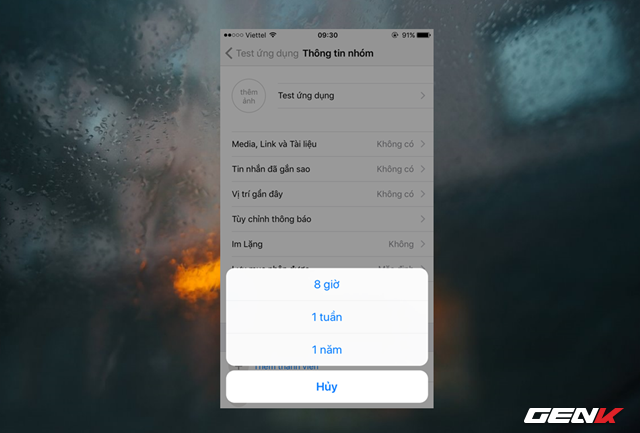 Viettel 09:30 91%
Test ứng dụng Thông tin nhóm
thêm
ảnh
Test ứng dụng
Media, Link và Tài liệu Không có
Tin nhắn đã gắn sao Không có
Vị trí gần đây Không có
Tùy chỉnh thông báo
Im Lặng Không
8 giờ
1 tuần
1 năm
Hủy
GENK